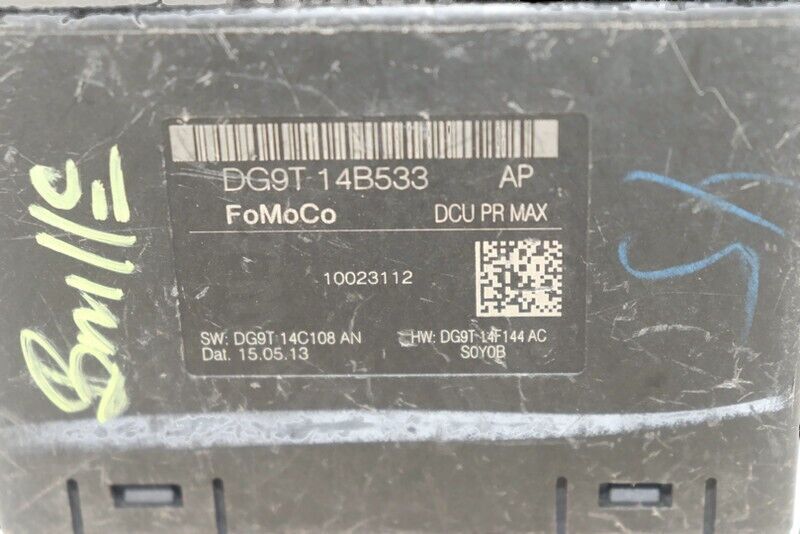 DG9T 14B533 AP
FoMoCo DCU PR MAX
10023112
SW: DG9T 14C108 AN HW: DG9T 14F144 AC
Dat. 15.05.13 S0Y0B